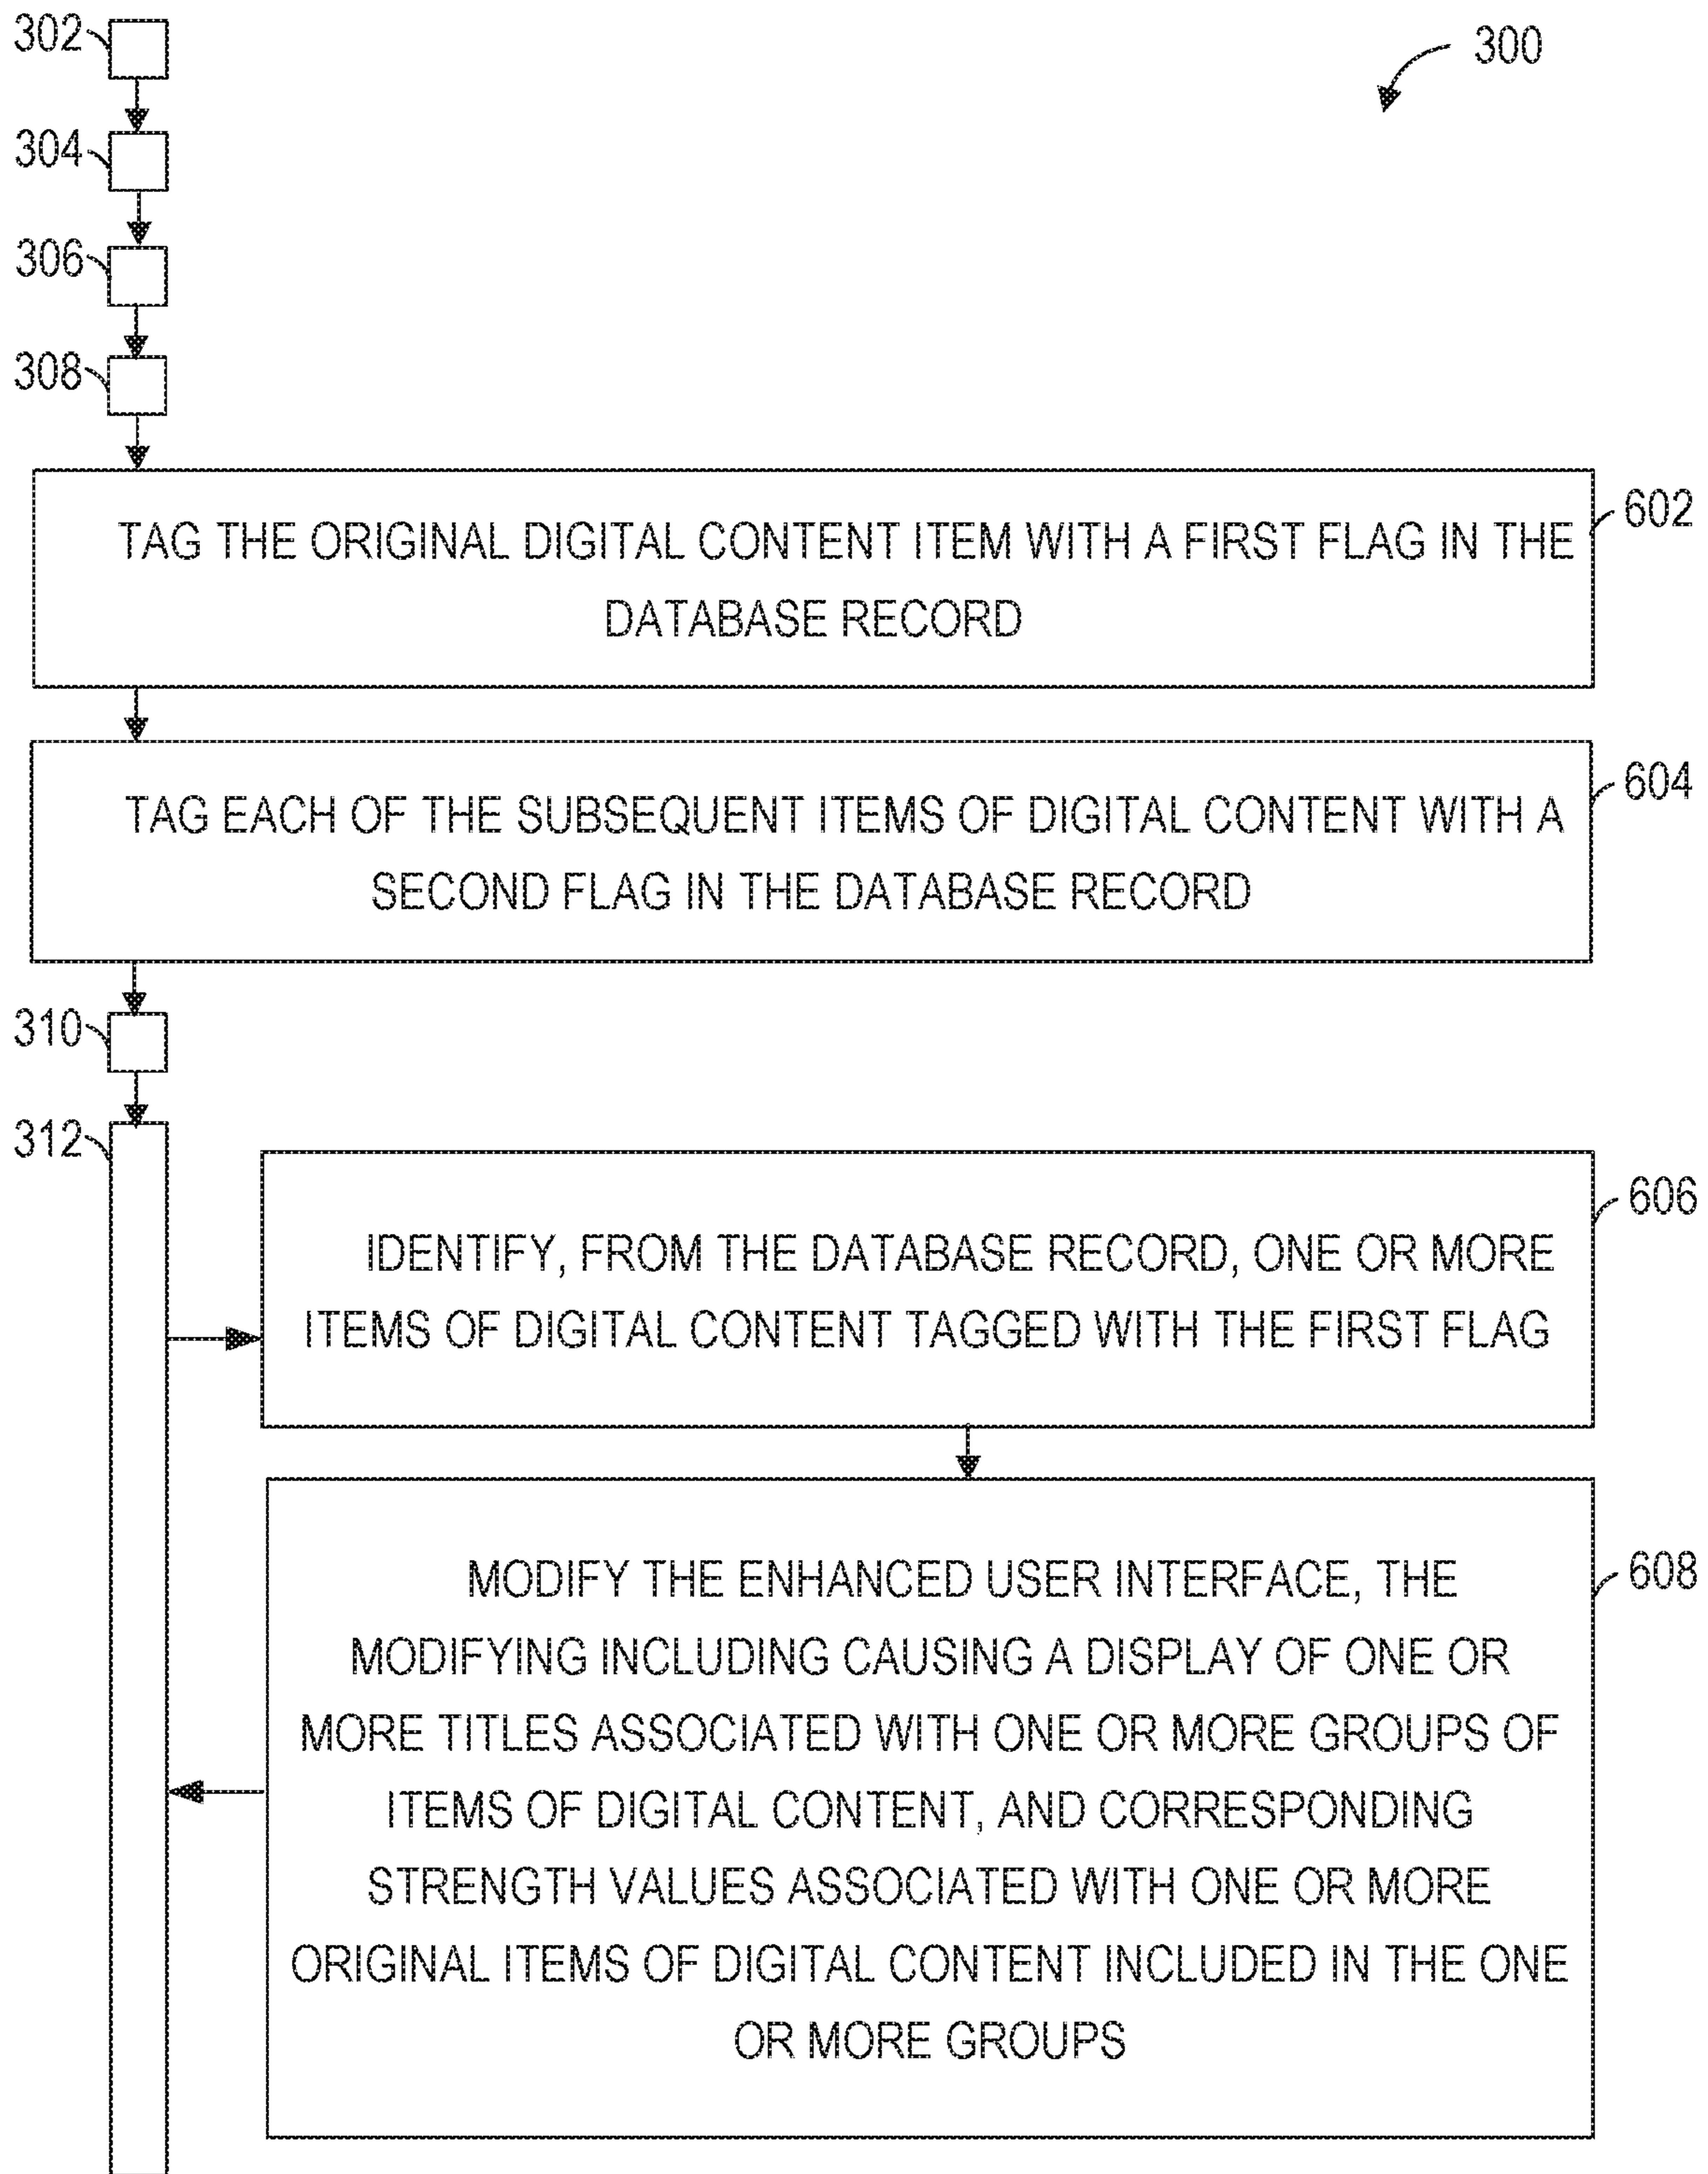 302
300
304
306
308
602
TAG THE ORIGINAL DIGITAL CONTENT ITEM WITH A FIRST FLAG IN THE
DATABASE RECORD
604
TAG EACH OF THE SUBSEQUENT ITEMS OF DIGITAL CONTENT WITH A
SECOND FLAG IN THE DATABASE RECORD
310
312
606
IDENTIFY, FROM THE DATABASE RECORD, ONE OR MORE
ITEMS OF DIGITAL CONTENT TAGGED WITH THE FIRST FLAG
608
MODIFY THE ENHANCED USER INTERFACE, THE
MODIFYING INCLUDING CAUSING A DISPLAY OF ONE OR
MORE TITLES ASSOCIATED WITH ONE OR MORE GROUPS OF
ITEMS OF DIGITAL CONTENT, AND CORRESPONDING
STRENGTH VALUES ASSOCIATED WITH ONE OR MORE
ORIGINAL ITEMS OF DIGITAL CONTENT INCLUDED IN THE ONE
OR MORE GROUPS